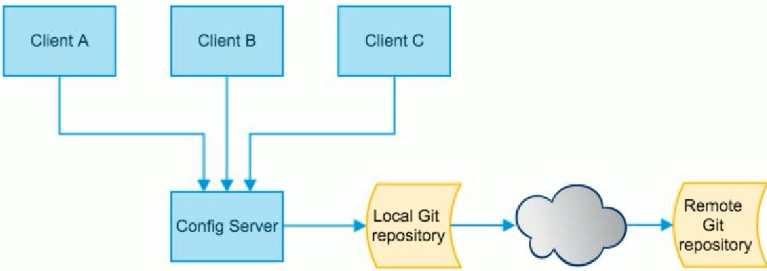 Client A
Client B
Client C
Config Server
Local Git
repository
Remote
Git
repository